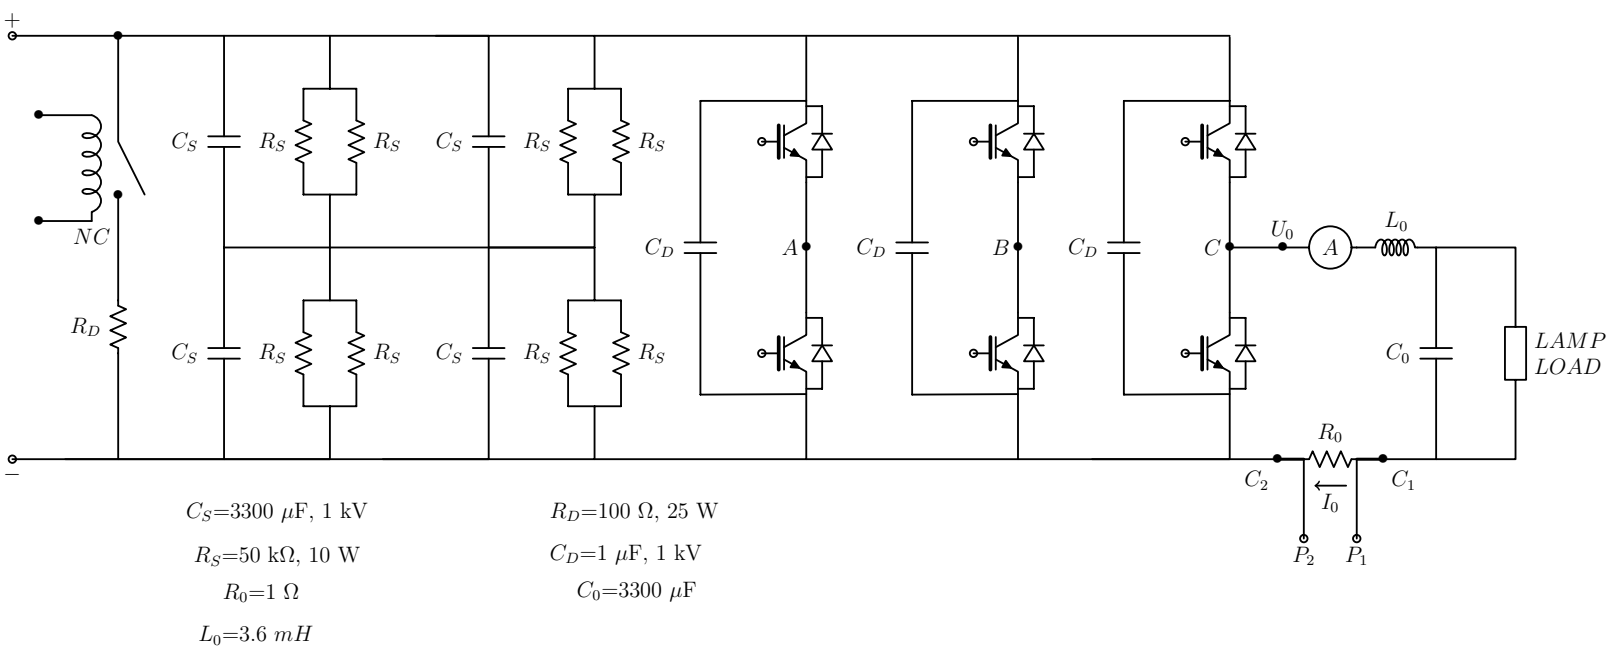 +
C_S R_S R_S C_S R_S R_S
NC
C_D A C_D B C_D C U_0 A L_0
R_D C_S R_S R_S C_S R_S R_S C_0 LAMP
LOAD
R_0
−
C_2 I_0 C_1
P_2 P_1
C_S=3300 μF, 1 kV
R_S=50 kΩ, 10 W
R_0=1 Ω
L_0=3.6 mH
R_D=100 Ω, 25 W
C_D=1 μF, 1 kV
C_0=3300 μF